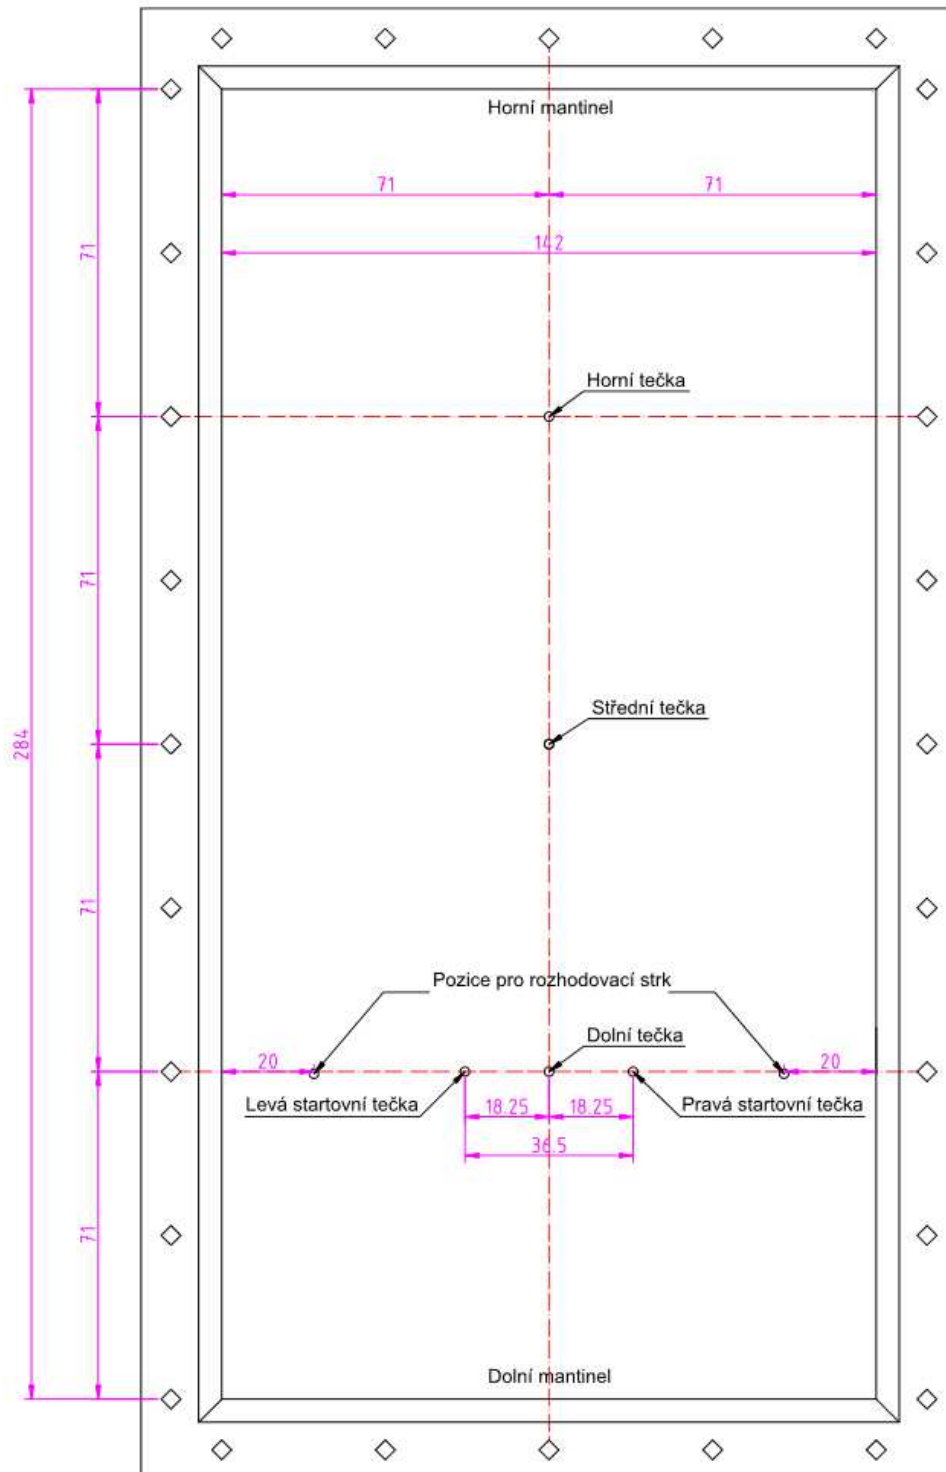 Horní mantinel
71
71
142
71
Horní tečka
71
Střední tečka
284
71
Pozice pro rozhodovací strk
Dolní tečka
20
20
Levá startovní tečka
18.25
18.25
Pravá startovní tečka
36.5
71
Dolní mantinel